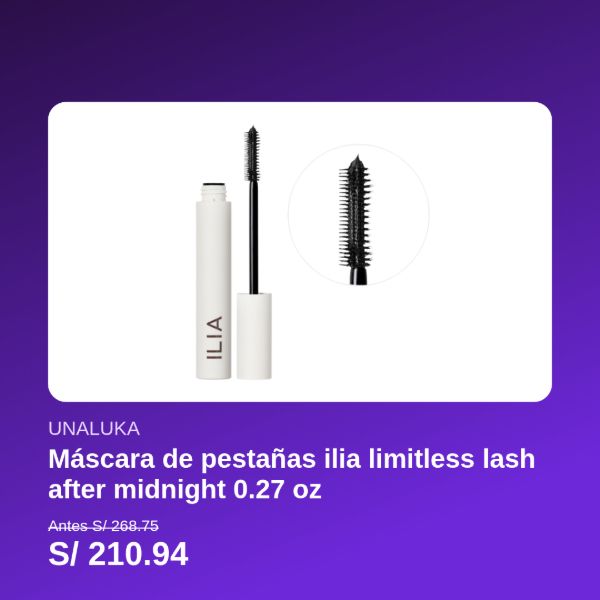 ILIA
UNALUKA
Máscara de pestañas ilia limitless lash
after midnight 0.27 oz
Antes S/ 268.75
S/ 210.94